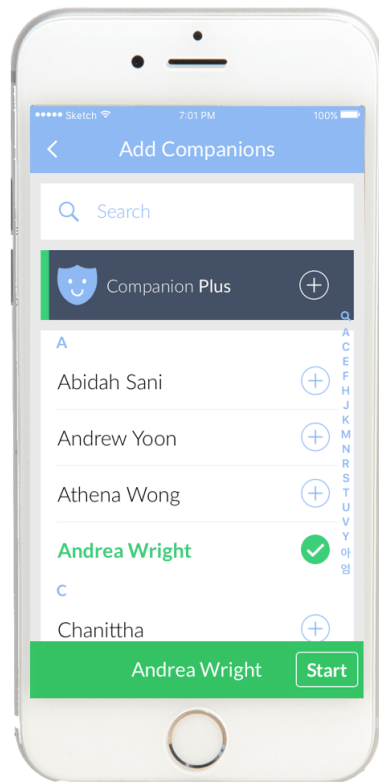 Sketch 7:01 PM 100%
Add Companions
Search
Companion Plus
A
Abidah Sani
Andrew Yoon
Athena Wong
Andrea Wright
C
Chanittha
A
C
E
F
H
J
K
M
N
R
S
T
U
V
Y
아
엄
Andrea Wright Start